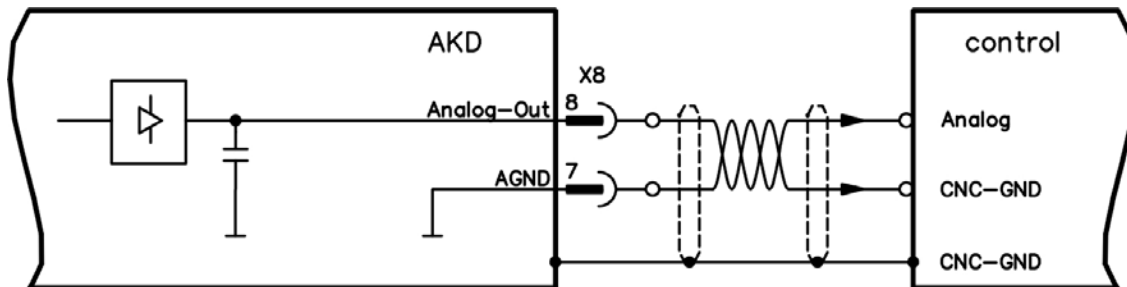 AKD
control
X8
Analog-Out 8
Analog
AGND 7
CNC-GND
CNC-GND